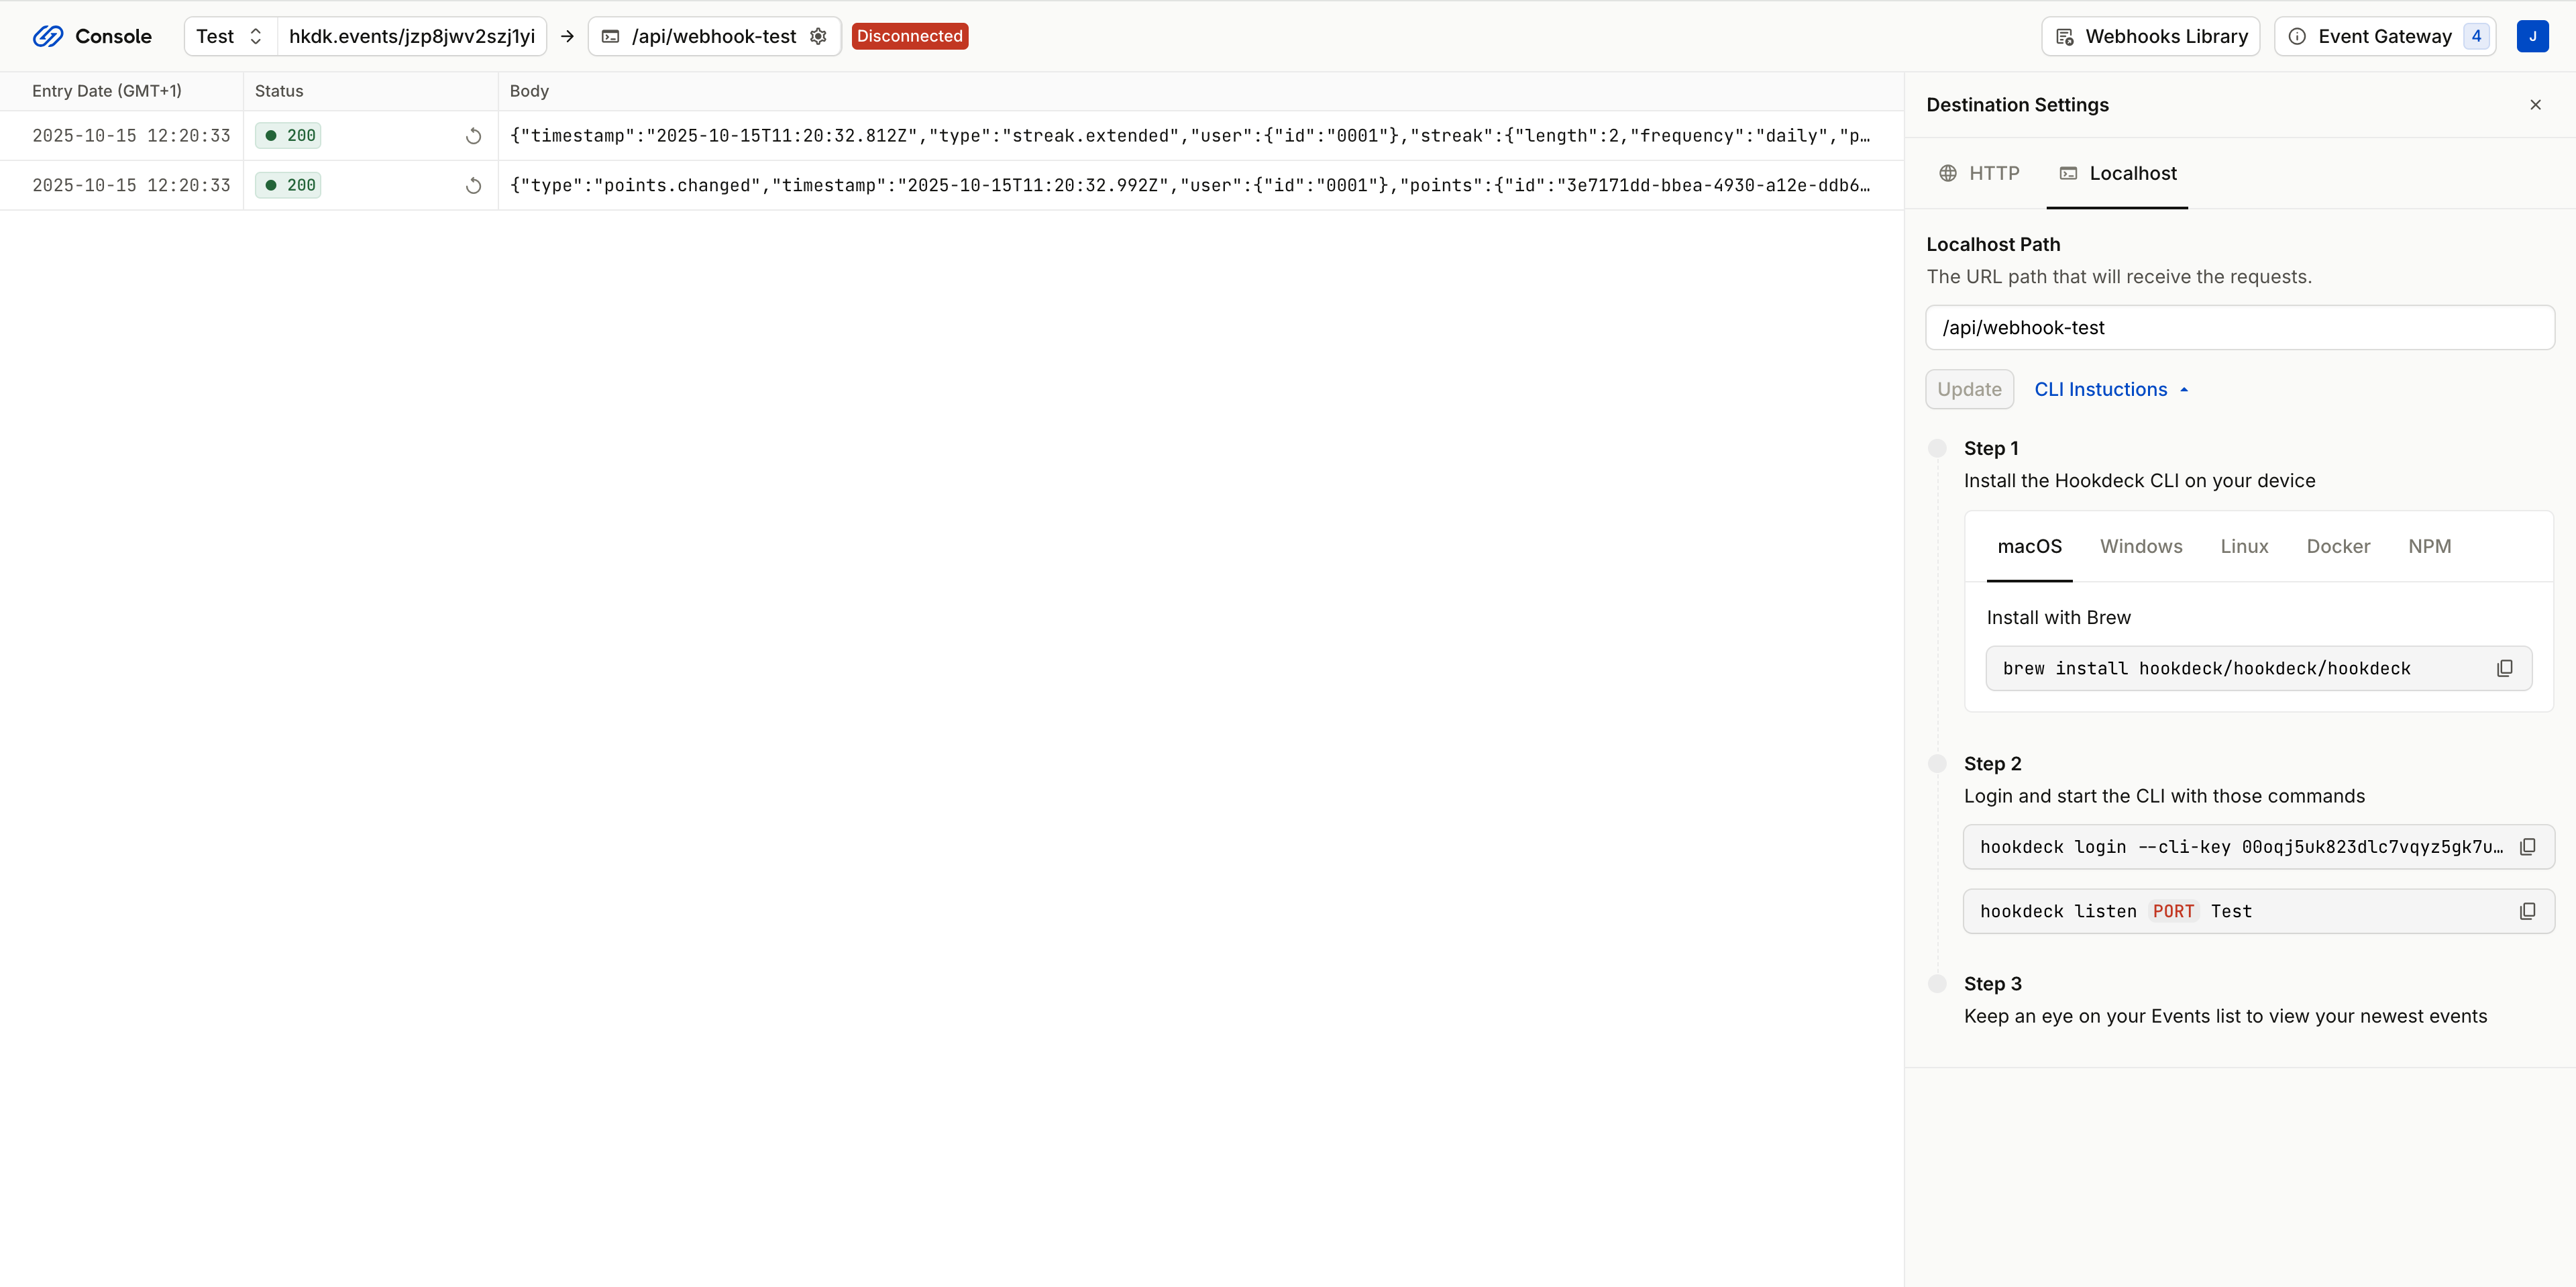 Console
Test
hkdk.events/jzp8jwv2szj1yi
→
/api/webhook-test
Disconnected
Webhooks Library
Event Gateway 4
J
Entry Date (GMT+1) Status Body
2025-10-15 12:20:33 200 {"timestamp":"2025-10-15T11:20:32.812Z","type":"streak.extended","user":{"id":"0001"},"streak":{"length":2,"frequency":"daily","p…
2025-10-15 12:20:33 200 {"type":"points.changed","timestamp":"2025-10-15T11:20:32.992Z","user":{"id":"0001"},"points":{"id":"3e7171dd-bbea-4930-a12e-ddb6…
Destination Settings
HTTP Localhost
Localhost Path
The URL path that will receive the requests.
/api/webhook-test
Update CLI Instuctions
Step 1
Install the Hookdeck CLI on your device
macOS Windows Linux Docker NPM
Install with Brew
brew install hookdeck/hookdeck/hookdeck
Step 2
Login and start the CLI with those commands
hookdeck login --cli-key 00oqj5uk823dlc7vqyz5gk7u…
hookdeck listen PORT Test
Step 3
Keep an eye on your Events list to view your newest events